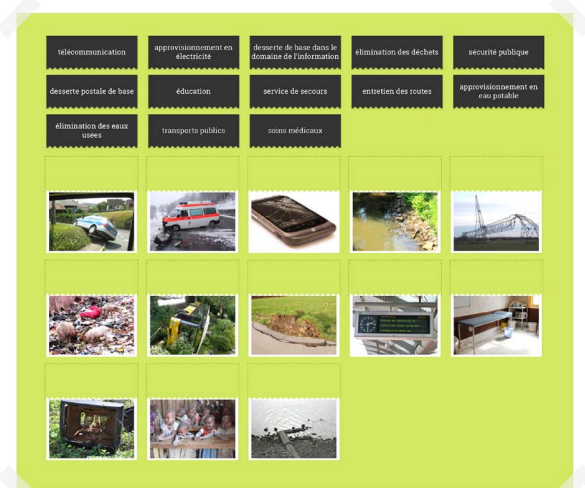 télécommunication
approvisionnement en
électricité
desserte de base dans le
domaine de l'information
élimination des déchets
sécurité publique
desserte postale de base
éducation
service de secours
entretien des routes
approvisionnement en
eau potable
élimination des eaux
usées
transports publics
soins médicaux